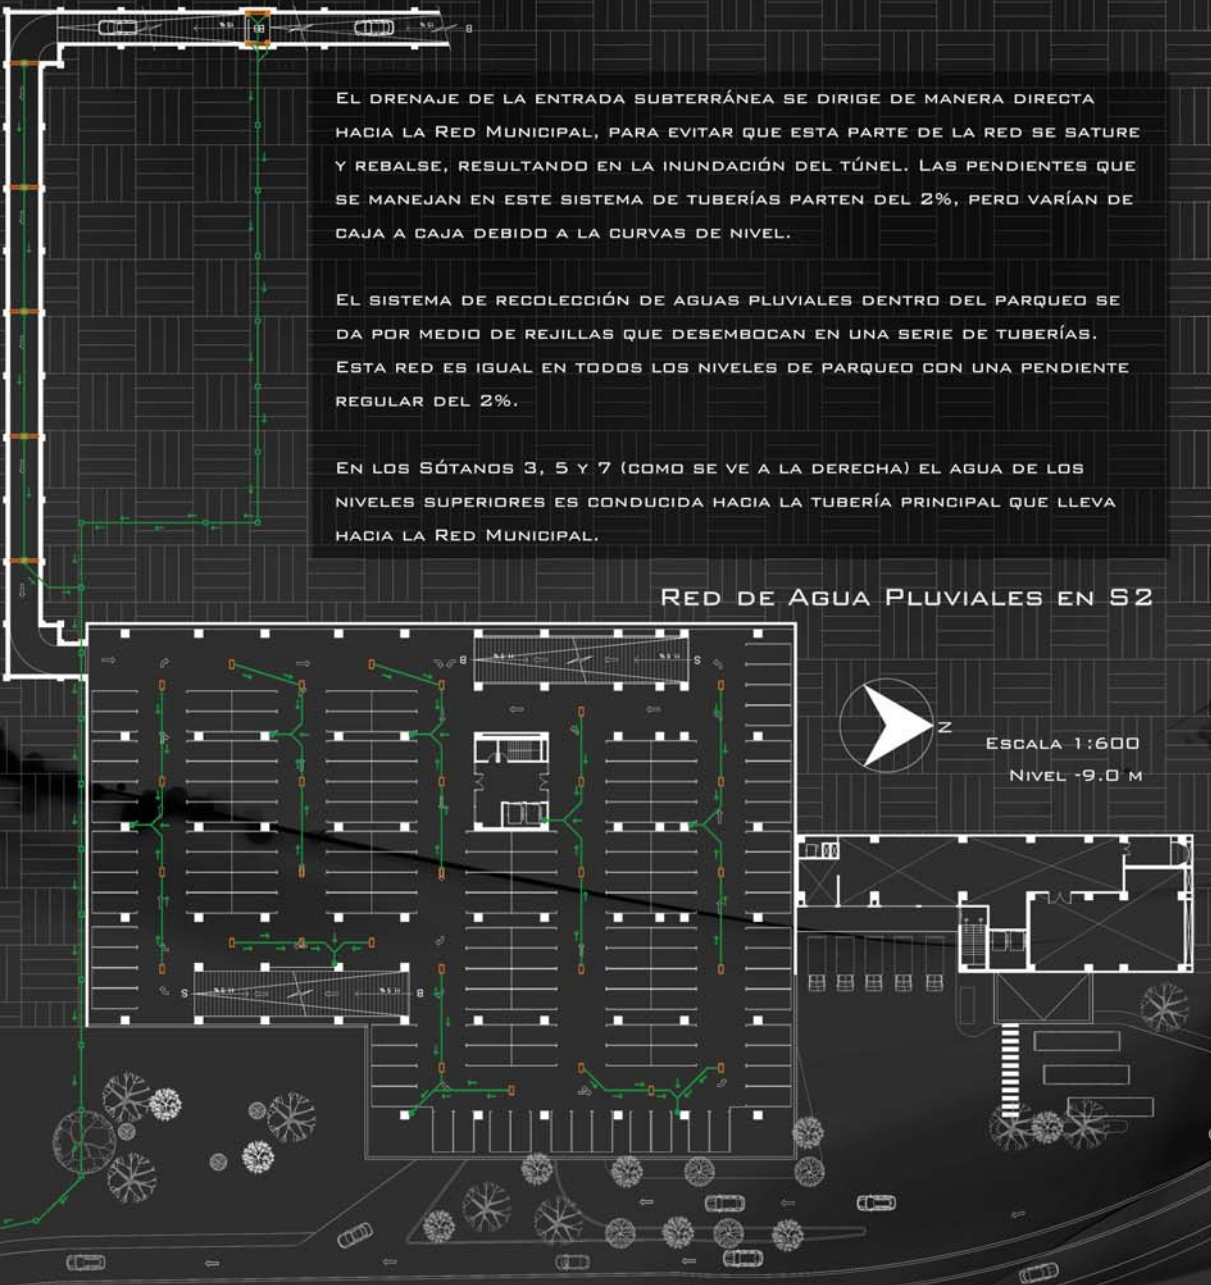 B
EL DRENAJE DE LA ENTRADA SUBTERRÁNEA SE DIRIGE DE MANERA DIRECTA
HACIA LA RED MUNICIPAL, PARA EVITAR QUE ESTA PARTE DE LA RED SE SATURE
Y REBALSE, RESULTANDO EN LA INUNDACIÓN DEL TÚNEL. LAS PENDIENTES QUE
SE MANEJAN EN ESTE SISTEMA DE TUBERÍAS PARTEN DEL 2%, PERO VARÍAN DE
CAJA A CAJA DEBIDO A LA CURVAS DE NIVEL.
EL SISTEMA DE RECOLECCIÓN DE AGUAS PLUVIALES DENTRO DEL PARQUEO SE
DA POR MEDIO DE REJILLAS QUE DESEMBOCAN EN UNA SERIE DE TUBERÍAS.
ESTA RED ES IGUAL EN TODOS LOS NIVELES DE PARQUEO CON UNA PENDIENTE
REGULAR DEL 2%.
EN LOS SÓTANOS 3, 5 Y 7 (COMO SE VE A LA DERECHA) EL AGUA DE LOS
NIVELES SUPERIORES ES CONDUCIDA HACIA LA TUBERÍA PRINCIPAL QUE LLEVA
HACIA LA RED MUNICIPAL.
RED DE AGUA PLUVIALES EN S2
B
S
N
ESCALA 1:600
NIVEL -9.0 M
S
B